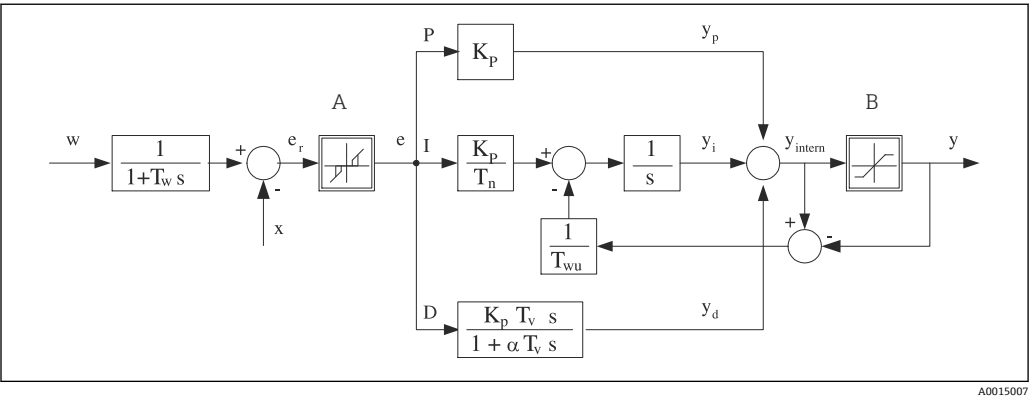 P
K_P
y_p
A
B
w
1
1+T_w s
+
e_r
-
x
e
I
K_P
T_n
+
-
1
s
y_i
y_intern
y
1
T_wu
+
-
D
K_p T_v s
1 + α T_v s
y_d
A0015007